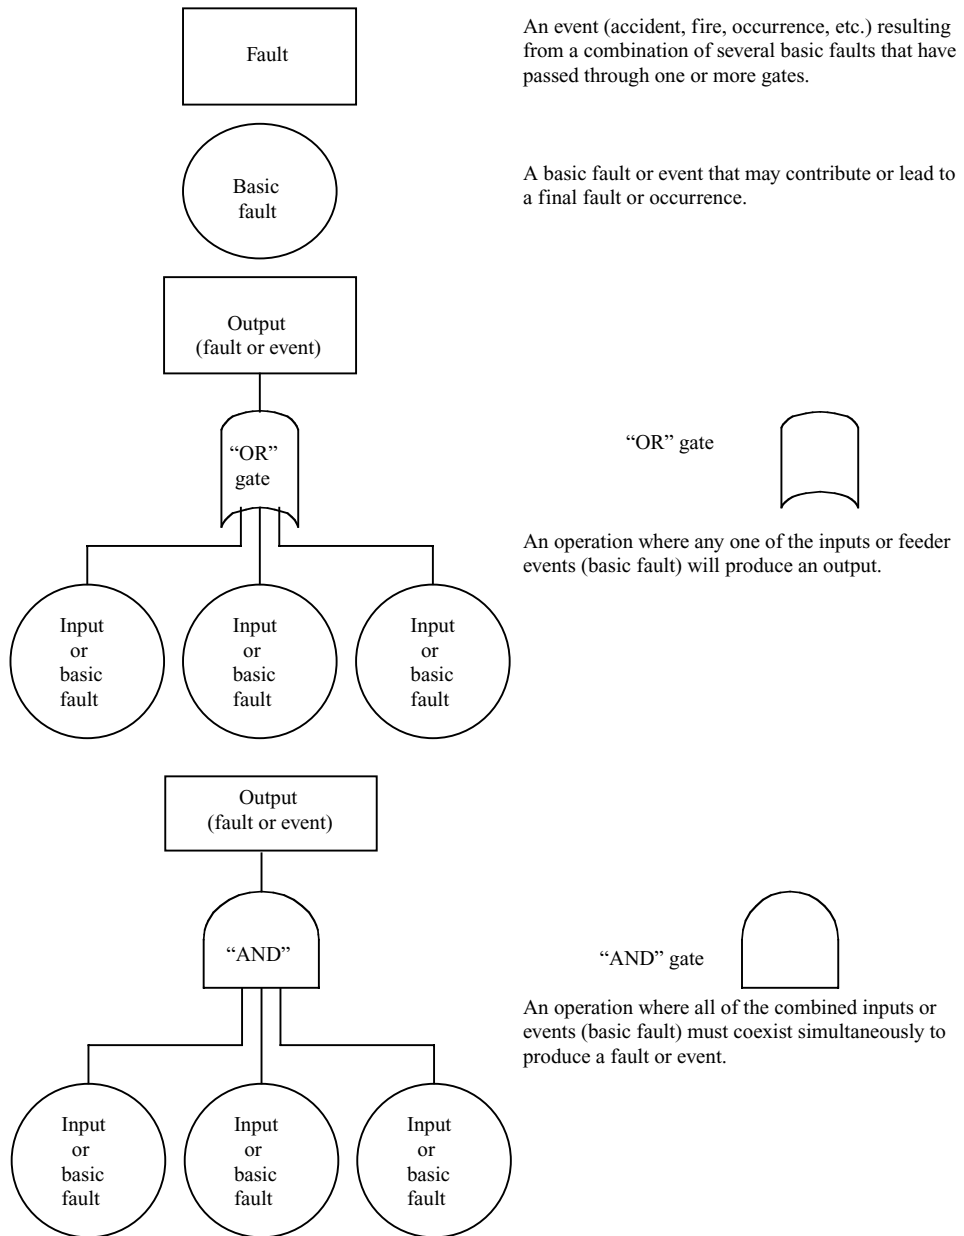 Fault
An event (accident, fire, occurrence, etc.) resulting
from a combination of several basic faults that have
passed through one or more gates.
Basic
fault
A basic fault or event that may contribute or lead to
a final fault or occurrence.
Output
(fault or event)
“OR”
gate
“OR” gate
An operation where any one of the inputs or feeder
events (basic fault) will produce an output.
Input
or
basic
fault
Input
or
basic
fault
Input
or
basic
fault
Output
(fault or event)
“AND”
“AND” gate
An operation where all of the combined inputs or
events (basic fault) must coexist simultaneously to
produce a fault or event.
Input
or
basic
fault
Input
or
basic
fault
Input
or
basic
fault